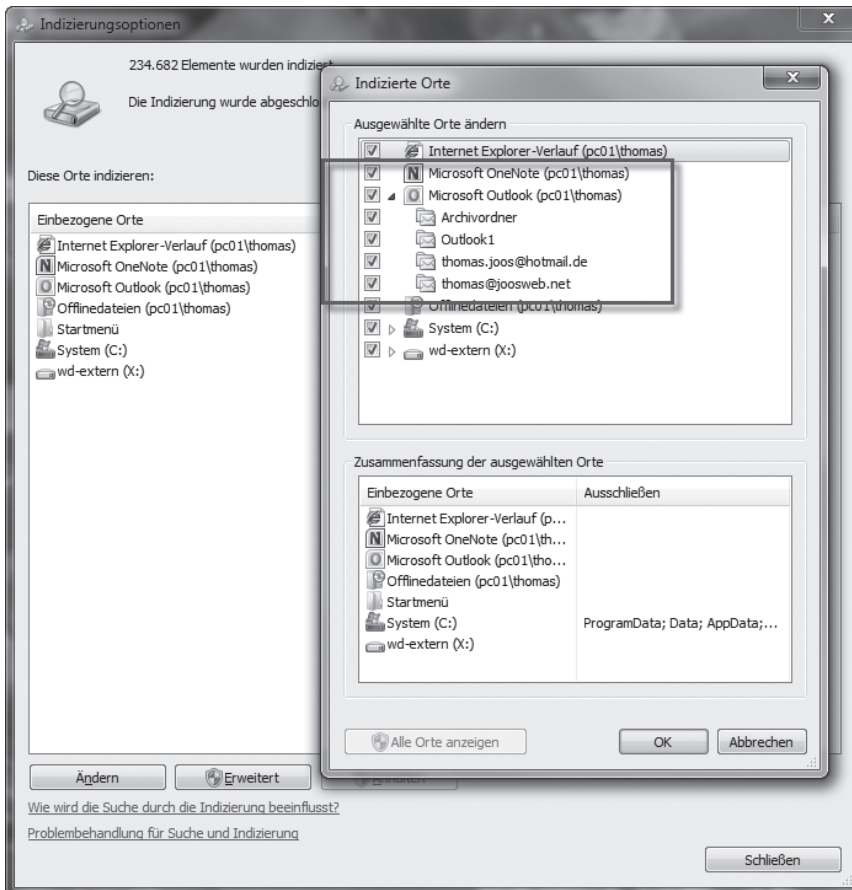 Indizierungsoptionen
234.682 Elemente wurden indiziert.
Die Indizierung wurde abgeschlo
Diese Orte indizieren:
Einbezogene Orte
Internet Explorer-Verlauf (pc01\thomas)
Microsoft OneNote (pc01\thomas)
Microsoft Outlook (pc01\thomas)
Offlinedateien (pc01\thomas)
Startmenü
System (C:)
wd-extern (X:)
Ändern
Erweitert
Anhalten
Wie wird die Suche durch die Indizierung beeinflusst?
Problembehandlung für Suche und Indizierung
Schließen
Indizierte Orte
Ausgewählte Orte ändern
Internet Explorer-Verlauf (pc01\thomas)
Microsoft OneNote (pc01\thomas)
Microsoft Outlook (pc01\thomas)
Archivordner
Outlook1
thomas.joos@hotmail.de
thomas@joosweb.net
Offlinedateien (pc01\thomas)
System (C:)
wd-extern (X:)
Zusammenfassung der ausgewählten Orte
Einbezogene Orte Ausschließen
Internet Explorer-Verlauf (p...
Microsoft OneNote (pc01\th...
Microsoft Outlook (pc01\tho...
Offlinedateien (pc01\thomas)
Startmenü
System (C:) ProgramData; Data; AppData;...
wd-extern (X:)
Alle Orte anzeigen
OK
Abbrechen